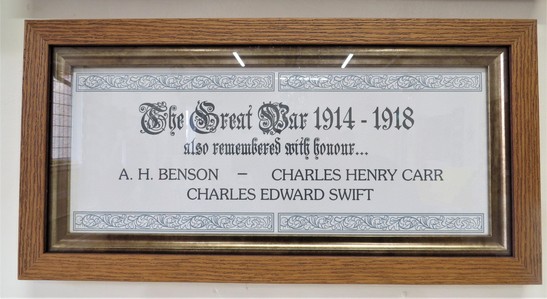 The Great War 1914 - 1918
also remembered with honour...
A. H. BENSON – CHARLES HENRY CARR
CHARLES EDWARD SWIFT